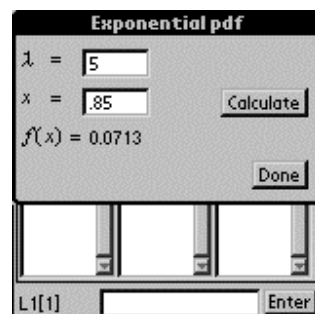 Exponential pdf
λ = 5
x = .85 Calculate
f(x) = 0.0713
Done
L1[1] Enter